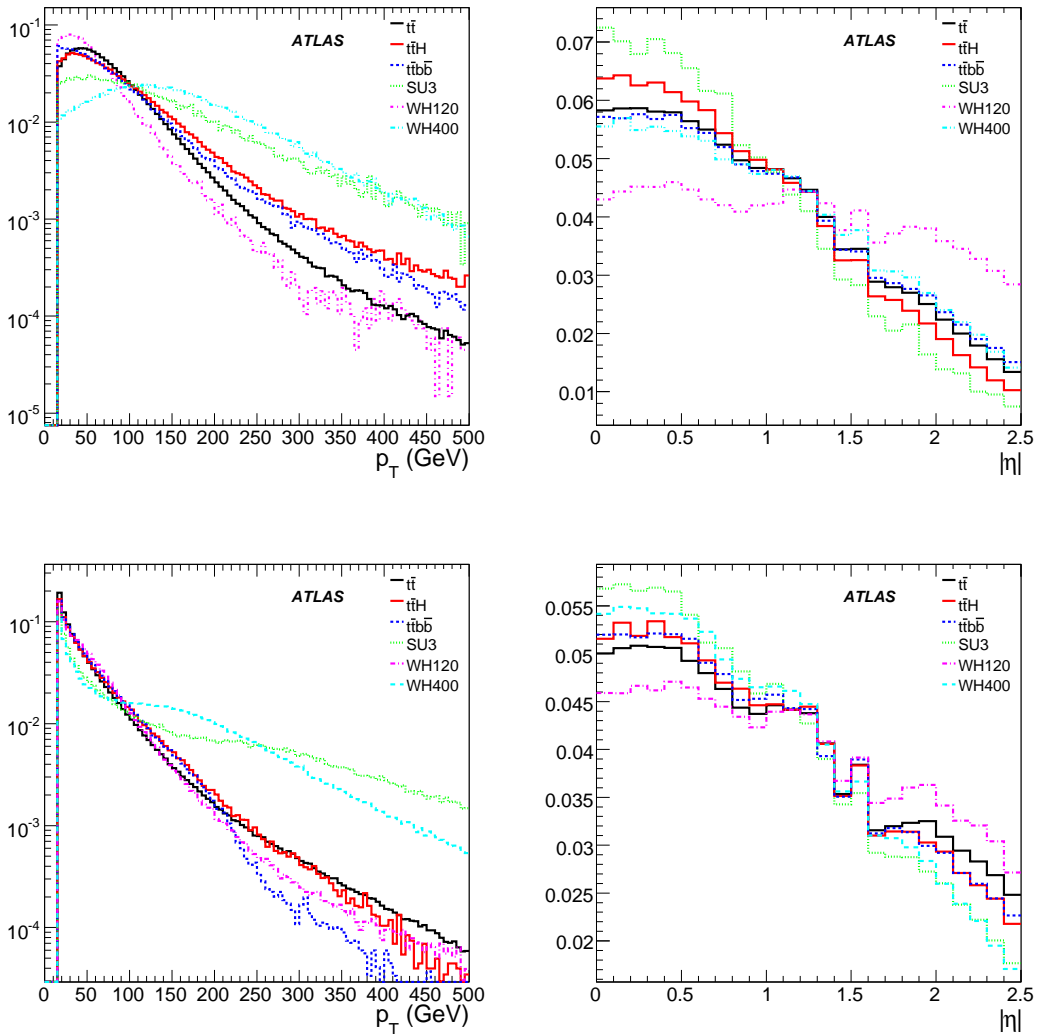 10⁻¹
10⁻²
10⁻³
10⁻⁴
10⁻⁵
ATLAS
tt̄
tt̄H
tt̄bb̄
SU3
WH120
WH400
0 50 100 150 200 250 300 350 400 450 500
p_T (GeV)
0.07
0.06
0.05
0.04
0.03
0.02
0.01
ATLAS
tt̄
tt̄H
tt̄bb̄
SU3
WH120
WH400
0 0.5 1 1.5 2 2.5
|η|
10⁻¹
10⁻²
10⁻³
10⁻⁴
ATLAS
tt̄
tt̄H
tt̄bb̄
SU3
WH120
WH400
0 50 100 150 200 250 300 350 400 450 500
p_T (GeV)
0.055
0.05
0.045
0.04
0.035
0.03
0.025
0.02
ATLAS
tt̄
tt̄H
tt̄bb̄
SU3
WH120
WH400
0 0.5 1 1.5 2 2.5
|η|